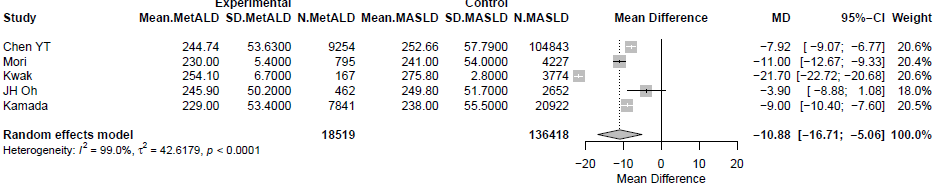 Experimental Control
Study Mean.MetALD SD.MetALD N.MetALD Mean.MASLD SD.MASLD N.MASLD Mean Difference MD 95%−CI Weight
Chen YT 244.74 53.6300 9254 252.66 57.7900 104843 −7.92 [ −9.07; −6.77] 20.6%
Mori 230.00 5.4000 795 241.00 54.0000 4227 −11.00 [−12.67; −9.33] 20.4%
Kwak 254.10 6.7000 167 275.80 2.8000 3774 −21.70 [−22.72; −20.68] 20.6%
JH Oh 245.90 50.2000 462 249.80 51.7000 2652 −3.90 [ −8.88; 1.08] 18.0%
Kamada 229.00 53.4000 7841 238.00 55.5000 20922 −9.00 [−10.40; −7.60] 20.5%
Random effects model 18519 136418 −10.88 [−16.71; −5.06] 100.0%
Heterogeneity: I² = 99.0%, τ² = 42.6179, p < 0.0001
−20 −10 0 10 20
Mean Difference